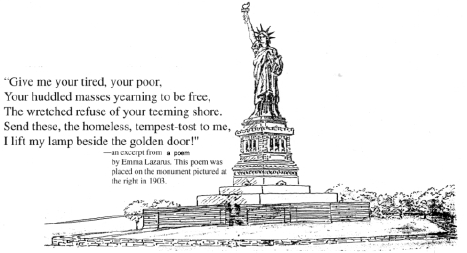 “Give me your tired, your poor,
Your huddled masses yearning to be free,
The wretched refuse of your teeming shore.
Send these, the homeless, tempest-tost to me,
I lift my lamp beside the golden door!"
—an excerpt from a poem
by Emma Lazarus. This poem was
placed on the monument pictured at
the right in 1903.